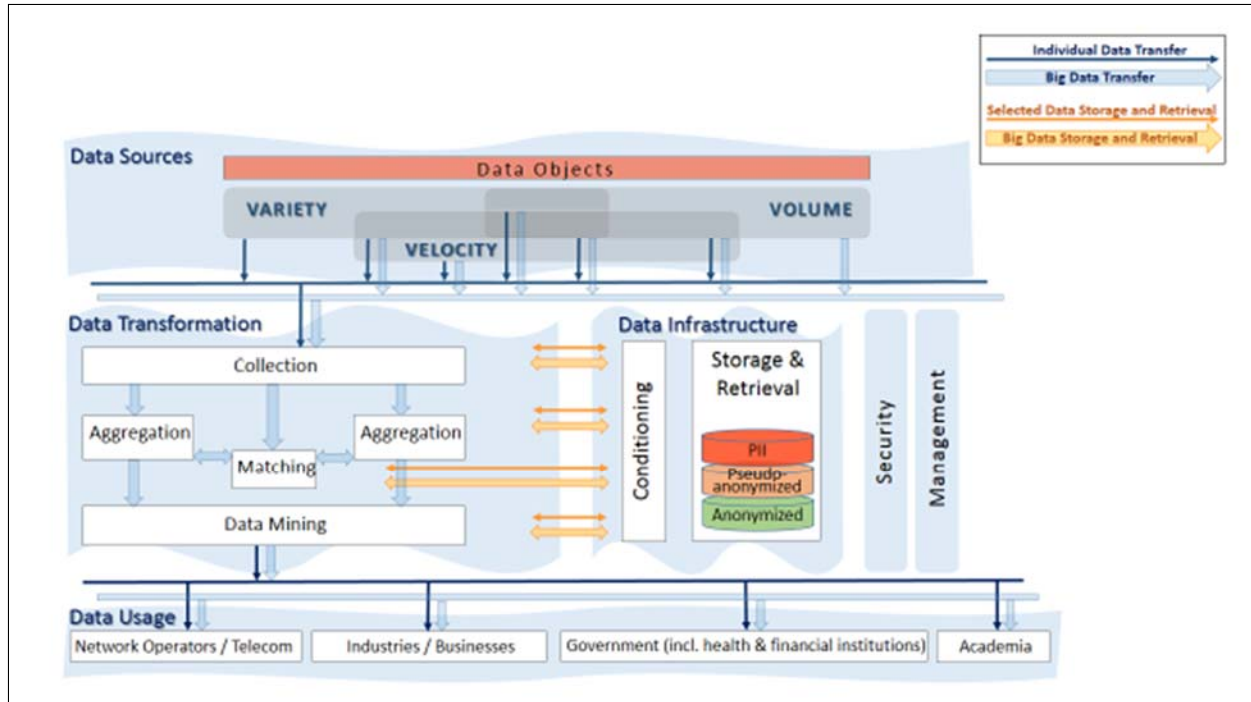 Individual Data Transfer
Big Data Transfer
Selected Data Storage and Retrieval
Big Data Storage and Retrieval
Data Sources
Data Objects
VARIETY
VOLUME
VELOCITY
Data Transformation
Collection
Aggregation
Aggregation
Matching
Data Mining
Data Infrastructure
Conditioning
Storage &
Retrieval
PII
Pseudo-
anonymized
Anonymized
Security
Management
Data Usage
Network Operators / Telecom
Industries / Businesses
Government (incl. health & financial institutions)
Academia